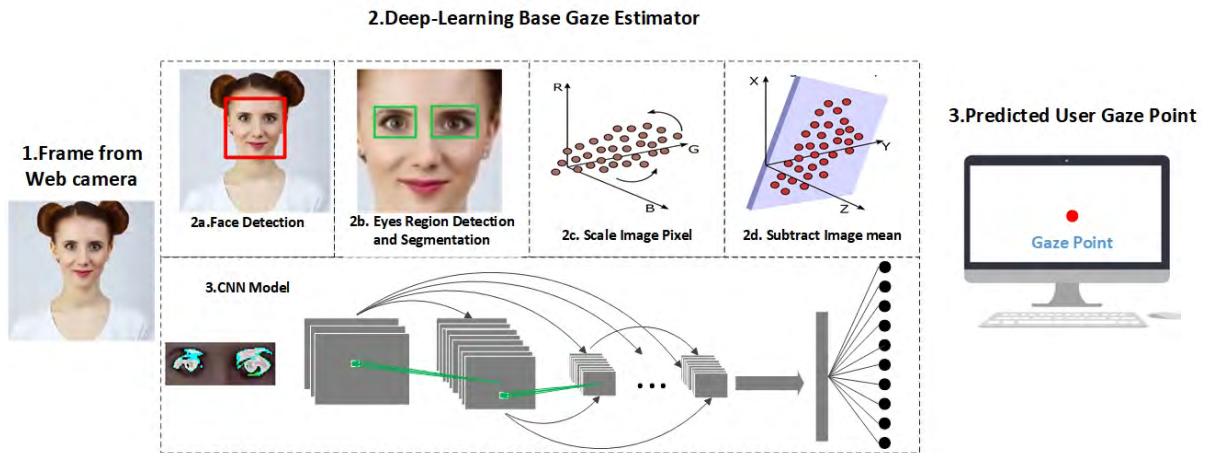 2.Deep-Learning Base Gaze Estimator
1.Frame from
Web camera
2a.Face Detection
2b. Eyes Region Detection
and Segmentation
R
G
B
2c. Scale Image Pixel
X
Y
Z
2d. Subtract Image mean
3.CNN Model
3.Predicted User Gaze Point
Gaze Point